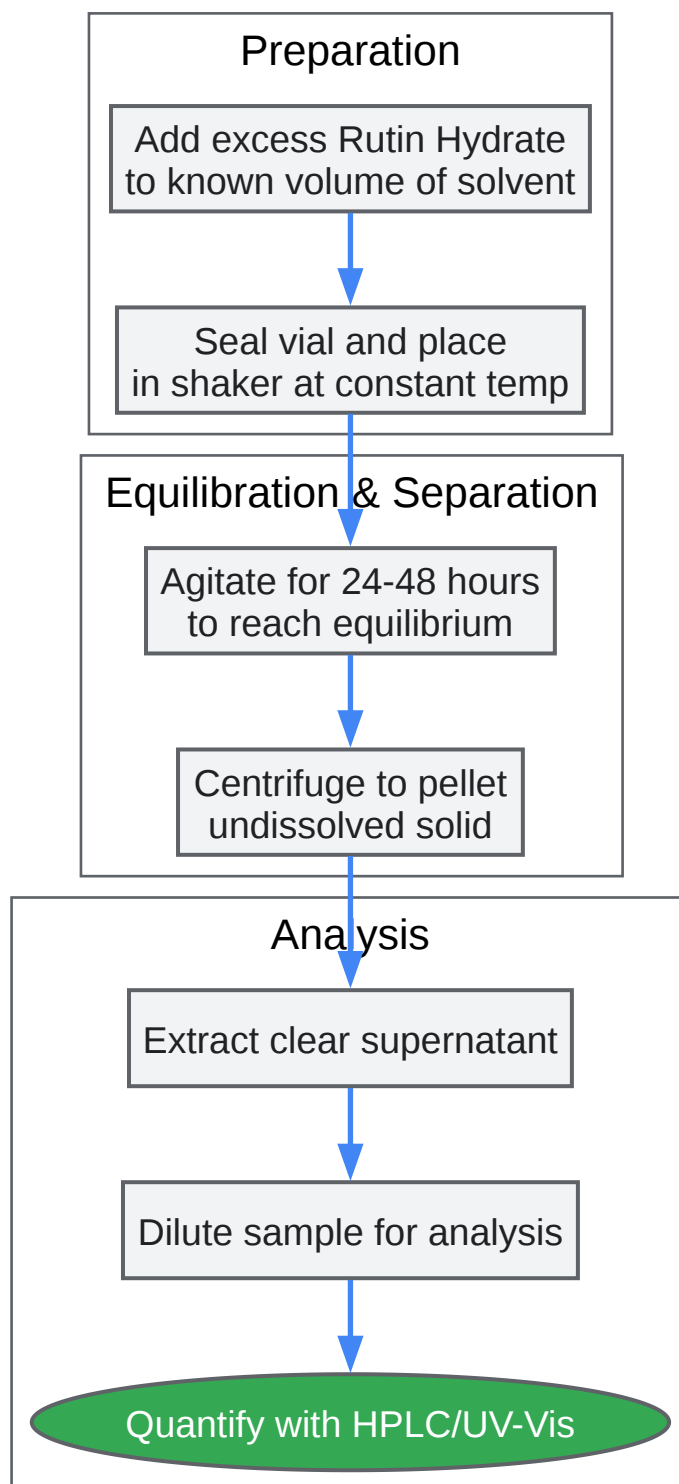 Preparation
Add excess Rutin Hydrate
to known volume of solvent
Seal vial and place
in shaker at constant temp
Equilibration & Separation
Agitate for 24-48 hours
to reach equilibrium
Centrifuge to pellet
undissolved solid
Analysis
Extract clear supernatant
Dilute sample for analysis
Quantify with HPLC/UV-Vis